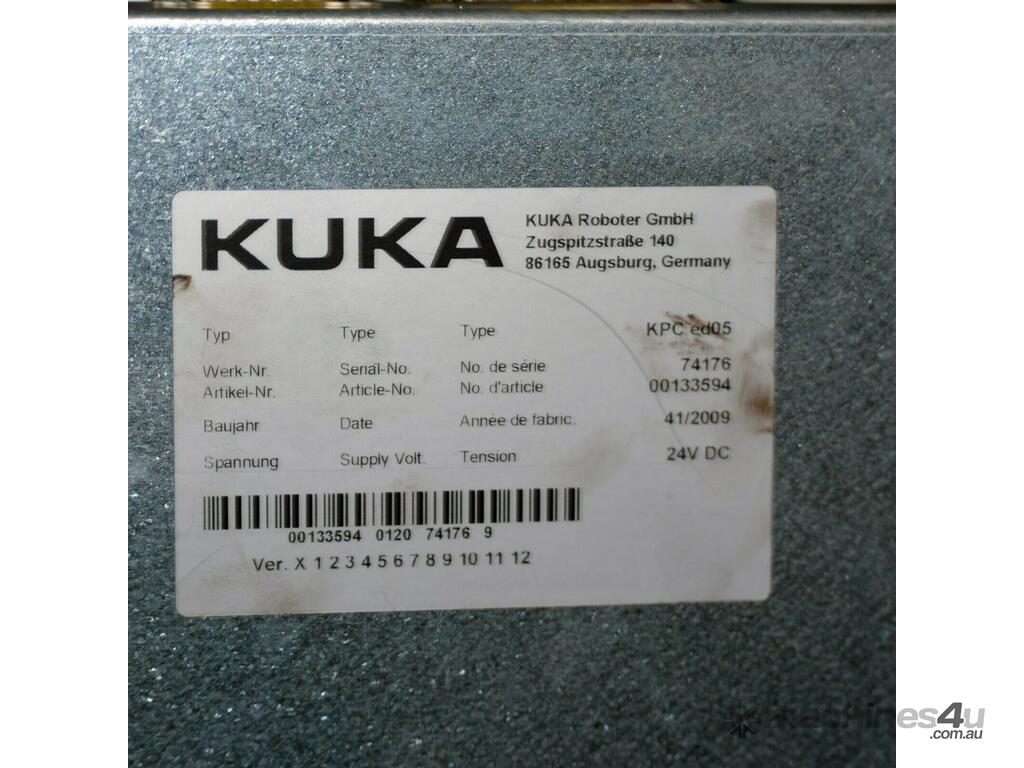 KUKA
KUKA Roboter GmbH
Zugspitzstraße 140
86165 Augsburg, Germany
Typ Type Type KPC ed05
Werk-Nr. Serial-No. No. de série 74176
Artikel-Nr. Article-No. No. d'article 00133594
Baujahr Date Année de fabric. 41/2009
Spannung Supply Volt. Tension 24V DC
00133594 0120 74176 9
Ver. X 1 2 3 4 5 6 7 8 9 10 11 12
machines4u
.com.au